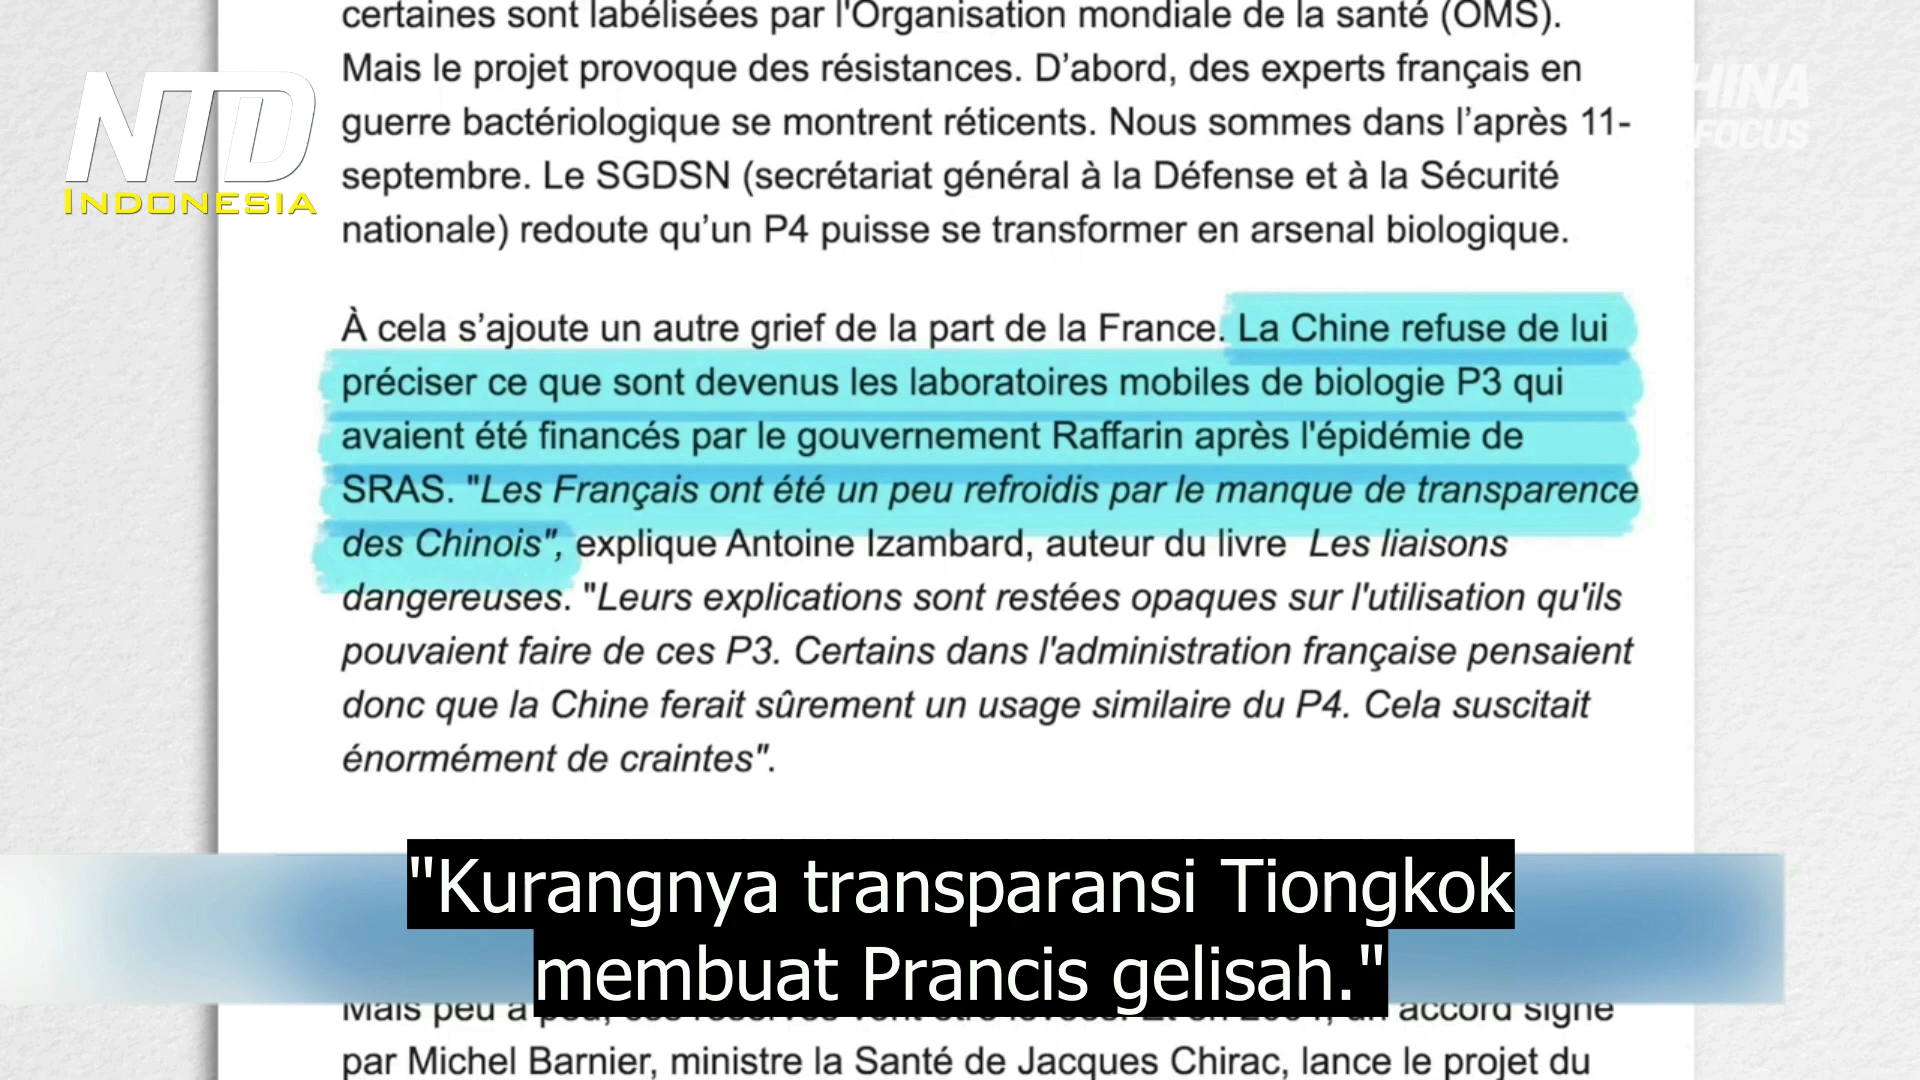 certaines sont labélisées par l'Organisation mondiale de la santé (OMS).
Mais le projet provoque des résistances. D’abord, des experts français en
guerre bactériologique se montrent réticents. Nous sommes dans l’après 11-
septembre. Le SGDSN (secrétariat général à la Défense et à la Sécurité
nationale) redoute qu’un P4 puisse se transformer en arsenal biologique.
NTD
INDONESIA
HINA
FOCUS
À cela s’ajoute un autre grief de la part de la France. La Chine refuse de lui
préciser ce que sont devenus les laboratoires mobiles de biologie P3 qui
avaient été financés par le gouvernement Raffarin après l'épidémie de
SRAS. "Les Français ont été un peu refroidis par le manque de transparence
des Chinois", explique Antoine Izambard, auteur du livre Les liaisons
dangereuses. "Leurs explications sont restées opaques sur l'utilisation qu'ils
pouvaient faire de ces P3. Certains dans l'administration française pensaient
donc que la Chine ferait sûrement un usage similaire du P4. Cela suscitait
énormément de craintes".
"Kurangnya transparansi Tiongkok
membuat Prancis gelisah."
Mais peu à accord signé
par Michel Barnier, ministre la Santé de Jacques Chirac, lance le projet du